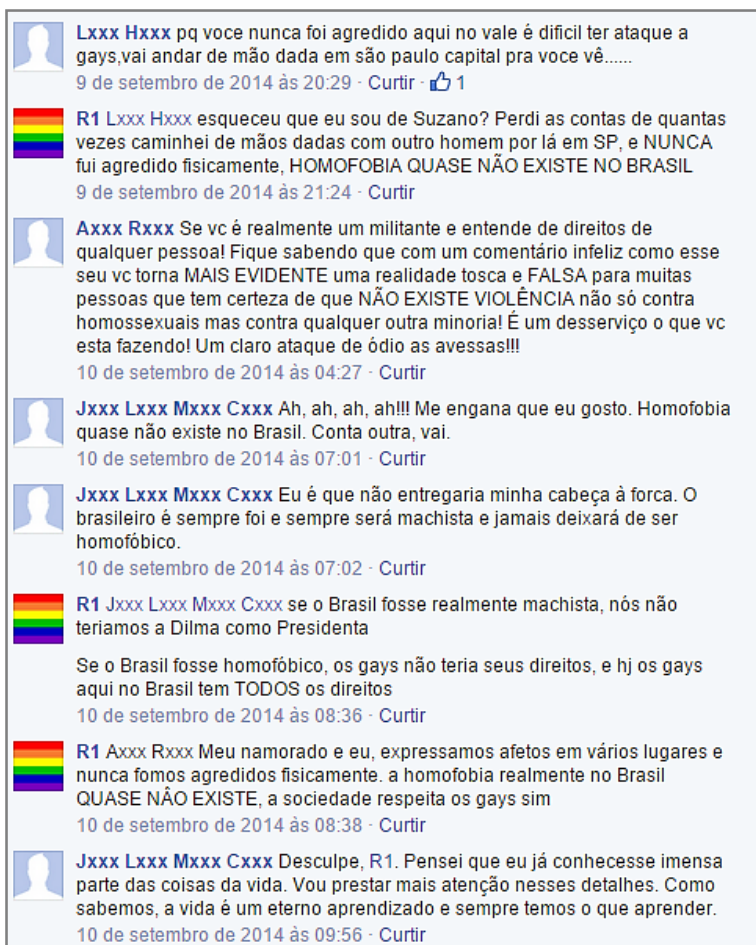 Lxxx Hxxx pq voce nunca foi agredido aqui no vale é dificil ter ataque a
gays,vai andar de mão dada em são paulo capital pra voce vê......
9 de setembro de 2014 às 20:29 · Curtir · 1
R1 Lxxx Hxxx esqueceu que eu sou de Suzano? Perdi as contas de quantas
vezes caminhei de mãos dadas com outro homem por lá em SP, e NUNCA
fui agredido fisicamente, HOMOFOBIA QUASE NÃO EXISTE NO BRASIL
9 de setembro de 2014 às 21:24 · Curtir
Axxx Rxxx Se vc é realmente um militante e entende de direitos de
qualquer pessoa! Fique sabendo que com um comentário infeliz como esse
seu vc torna MAIS EVIDENTE uma realidade tosca e FALSA para muitas
pessoas que tem certeza de que NÃO EXISTE VIOLÊNCIA não só contra
homossexuais mas contra qualquer outra minoria! É um desserviço o que vc
esta fazendo! Um claro ataque de ódio as avessas!!!
10 de setembro de 2014 às 04:27 · Curtir
Jxxx Lxxx Mxxx Cxxx Ah, ah, ah, ah!!! Me engana que eu gosto. Homofobia
quase não existe no Brasil. Conta outra, vai.
10 de setembro de 2014 às 07:01 · Curtir
Jxxx Lxxx Mxxx Cxxx Eu é que não entregaria minha cabeça à forca. O
brasileiro é sempre foi e sempre será machista e jamais deixará de ser
homofóbico.
10 de setembro de 2014 às 07:02 · Curtir
R1 Jxxx Lxxx Mxxx Cxxx se o Brasil fosse realmente machista, nós não
teriamos a Dilma como Presidenta
Se o Brasil fosse homofóbico, os gays não teria seus direitos, e hj os gays
aqui no Brasil tem TODOS os direitos
10 de setembro de 2014 às 08:36 · Curtir
R1 Axxx Rxxx Meu namorado e eu, expressamos afetos em vários lugares e
nunca fomos agredidos fisicamente. a homofobia realmente no Brasil
QUASE NÂO EXISTE, a sociedade respeita os gays sim
10 de setembro de 2014 às 08:38 · Curtir
Jxxx Lxxx Mxxx Cxxx Desculpe, R1. Pensei que eu já conhecesse imensa
parte das coisas da vida. Vou prestar mais atenção nesses detalhes. Como
sabemos, a vida é um eterno aprendizado e sempre temos o que aprender.
10 de setembro de 2014 às 09:56 · Curtir